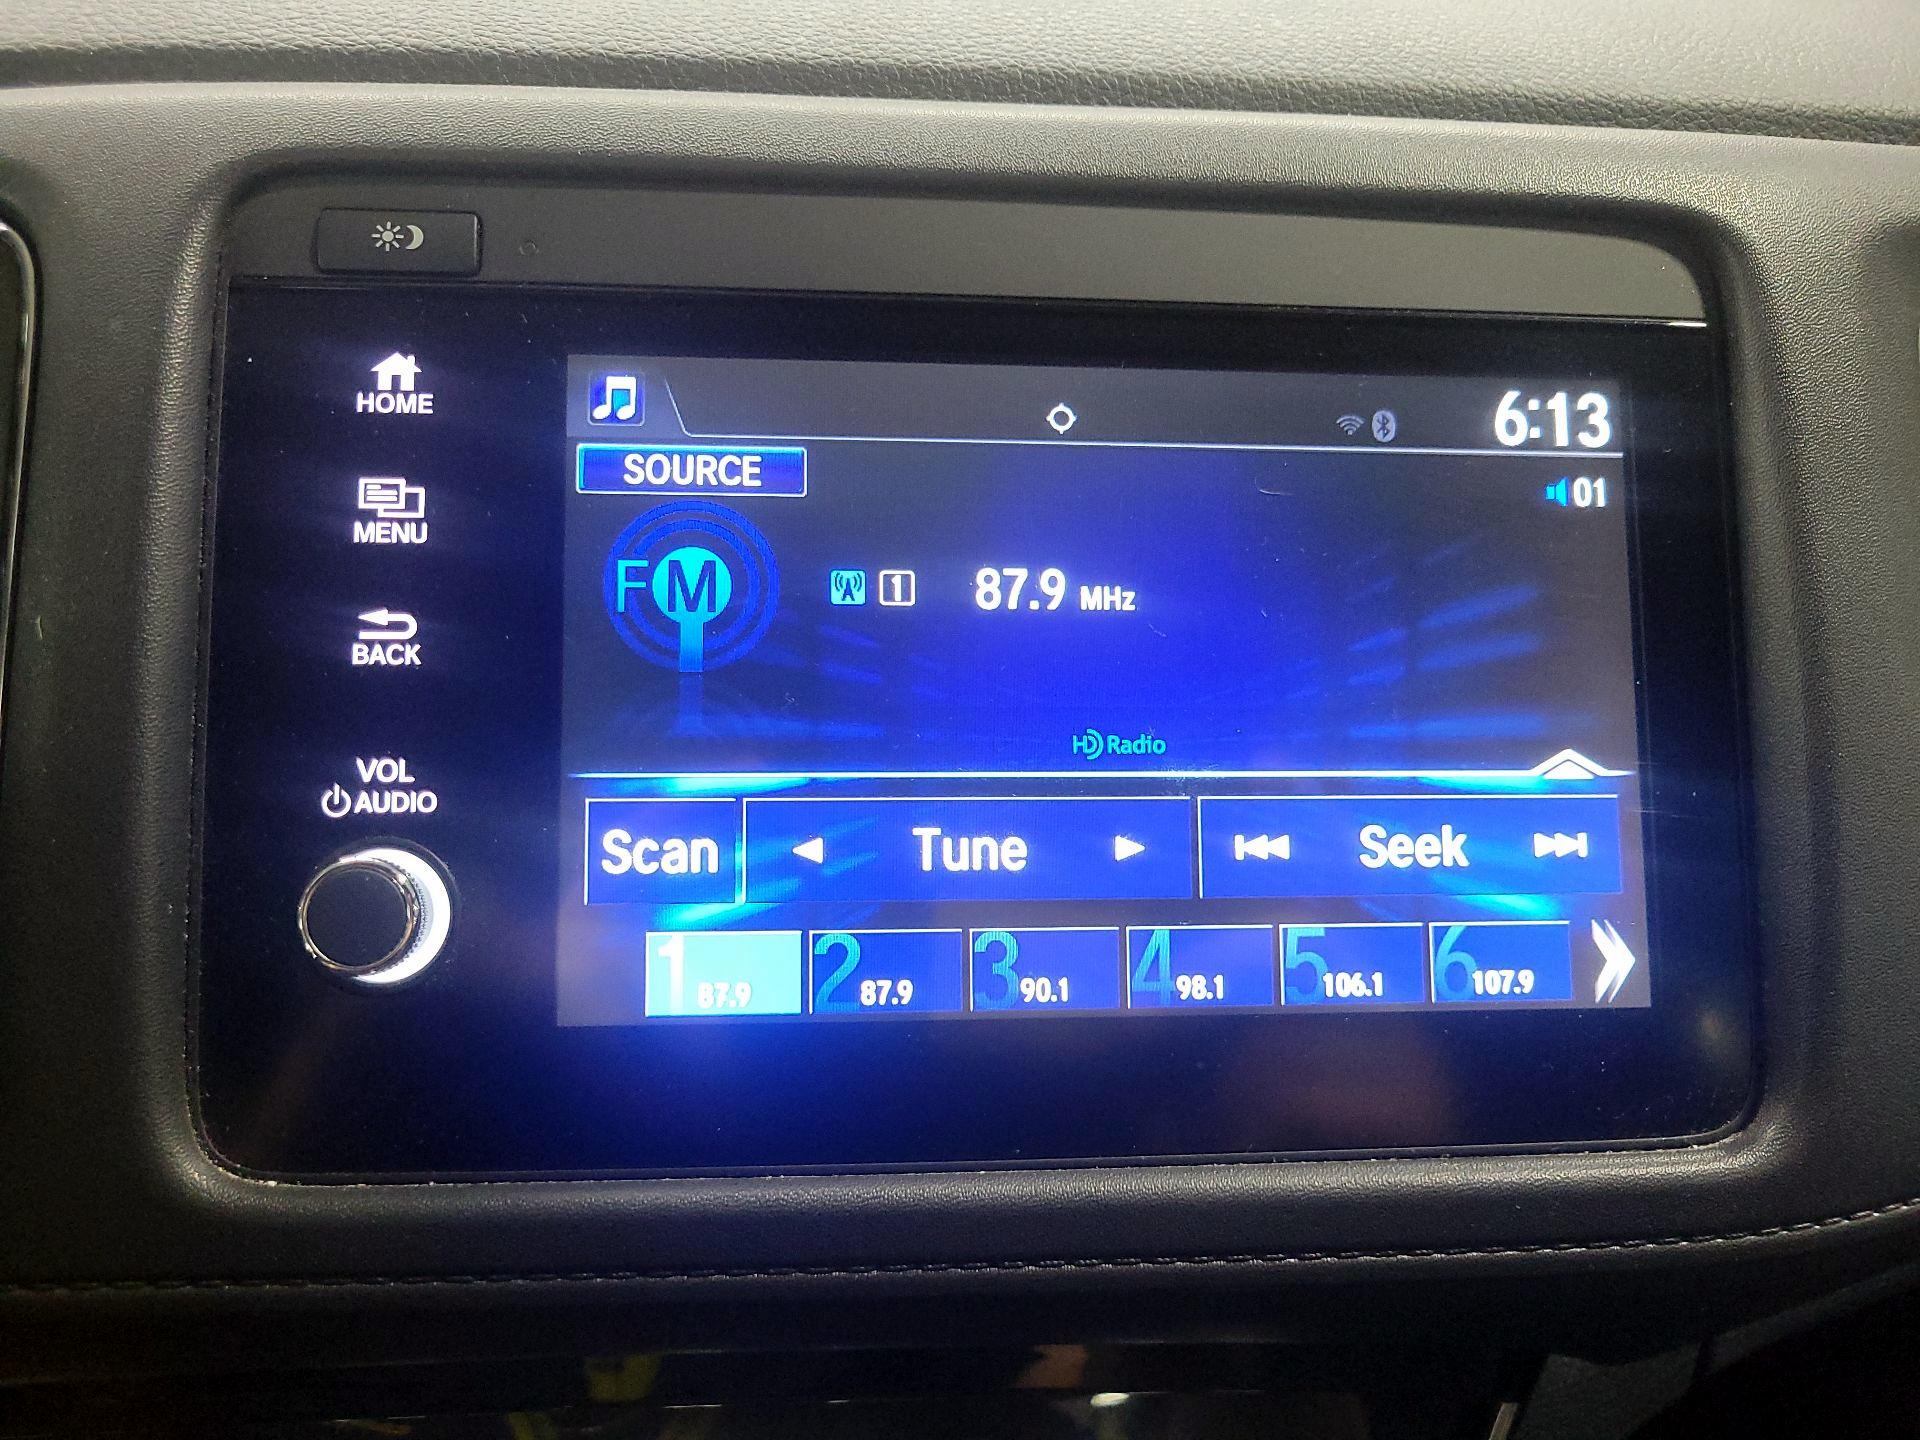 HOME
MENU
BACK
VOL
AUDIO
6:13
SOURCE
01
FM
1
87.9 MHz
HD Radio
Scan
Tune
Seek
1 87.9
2 87.9
3 90.1
4 98.1
5 106.1
6 107.9